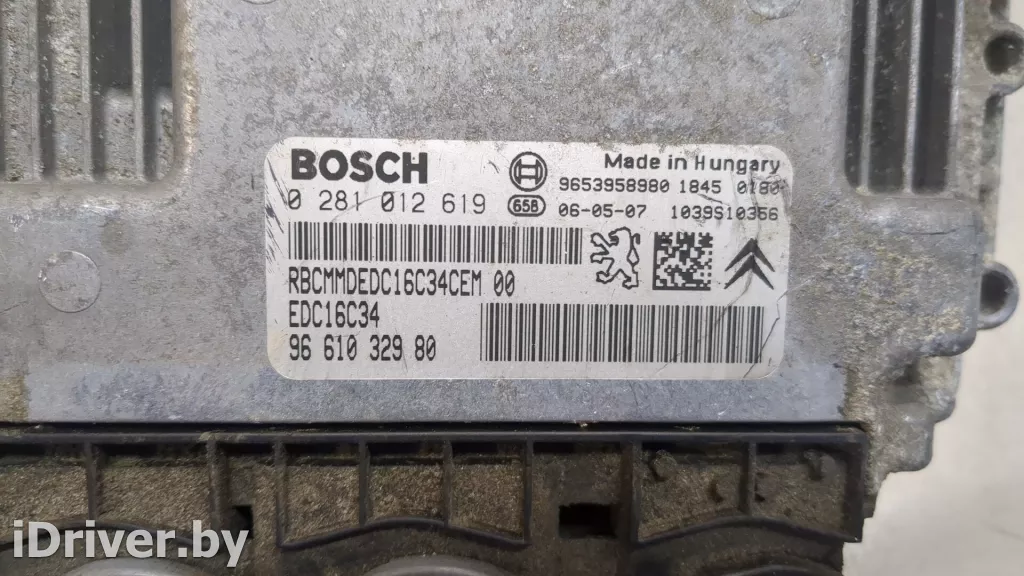 BOSCH
Made in Hungary
9653958980 1845 0180
0 281 012 619
658 06-05-07 1039S10356
RBCMMDEDC16C34CEM 00
EDC16C34
96 610 329 80
iDriver.by